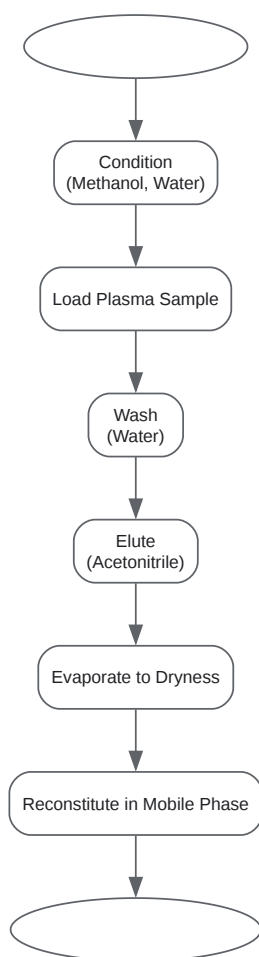 Condition
(Methanol, Water)
Load Plasma Sample
Wash
(Water)
Elute
(Acetonitrile)
Evaporate to Dryness
Reconstitute in Mobile Phase